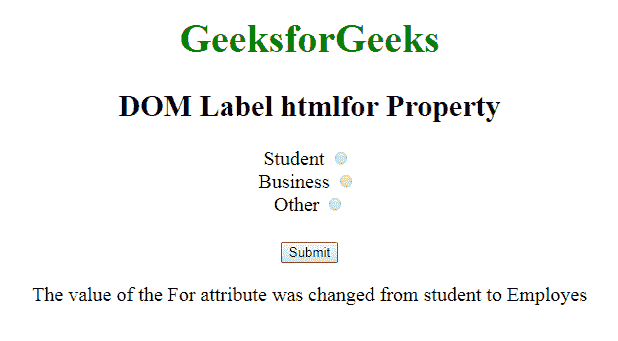 GeeksforGeeks
DOM Label htmlfor Property
Student
Business
Other
Submit
The value of the For attribute was changed from student to Employes